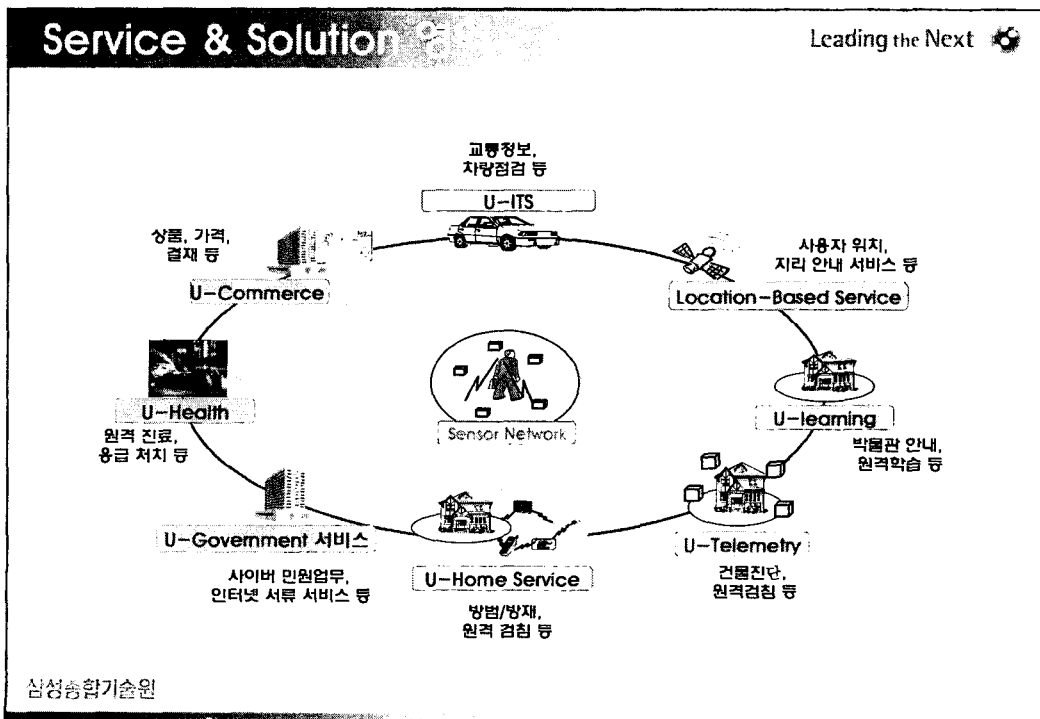 Service & Solution
Leading the Next
교통정보,
차량점검 등
U-ITS
상품, 가격,
결재 등
U-Commerce
사용자 위치,
지리 안내 서비스 등
Location-Based Service
U-Health
원격 진료,
응급 처치 등
Sensor Network
U-learning
박물관 안내,
원격학습 등
U-Government 서비스
사이버 민원업무,
인터넷 서류 서비스 등
U-Home Service
방범/방재,
원격 검침 등
U-Telemetry
건물진단,
원격검침 등
삼성종합기술원